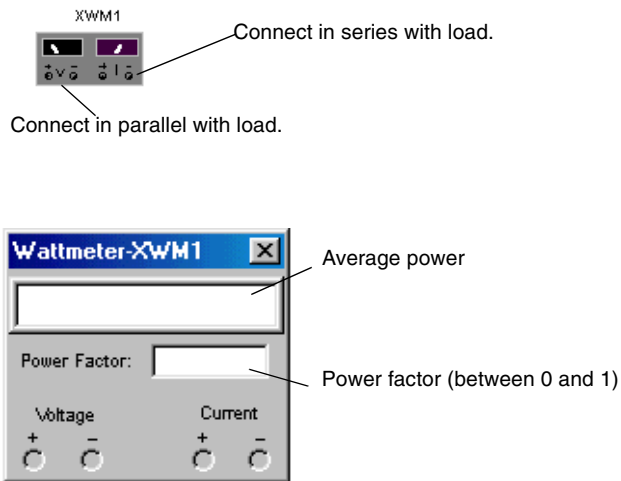 XWM1
Connect in series with load.
+ V - + I -
Connect in parallel with load.
Wattmeter-XWM1
Average power
Power Factor:
Power factor (between 0 and 1)
Voltage Current
+ - + -